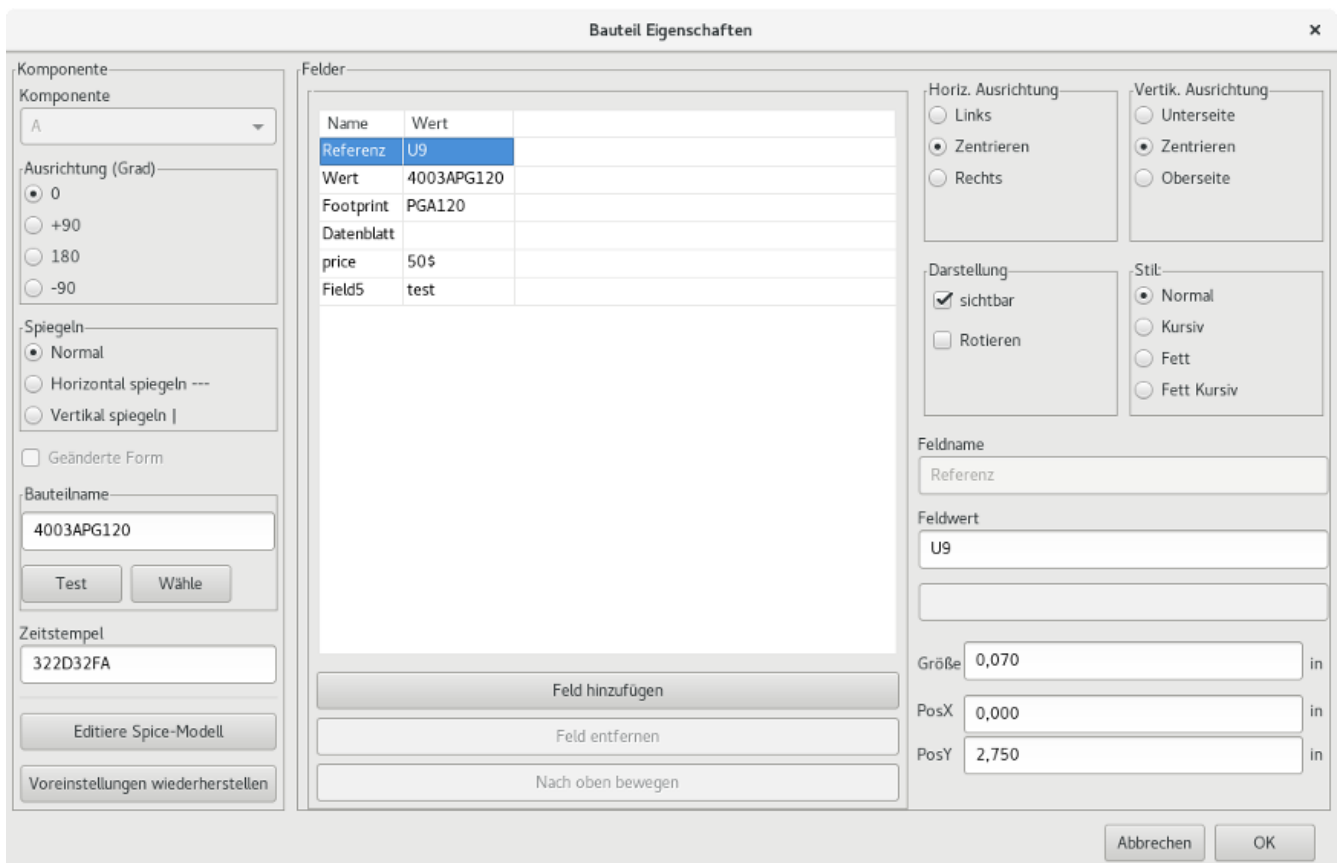 Bauteil Eigenschaften
Komponente
Komponente
A
Ausrichtung (Grad)
0
+90
180
-90
Spiegeln
Normal
Horizontal spiegeln ---
Vertikal spiegeln |
Geänderte Form
Bauteilname
4003APG120
Test Wähle
Zeitstempel
322D32FA
Editiere Spice-Modell
Voreinstellungen wiederherstellen
Felder
Name Wert
Referenz U9
Wert 4003APG120
Footprint PGA120
Datenblatt
price 50$
Field5 test
Feld hinzufügen
Feld entfernen
Nach oben bewegen
Horiz. Ausrichtung
Links
Zentrieren
Rechts
Vertik. Ausrichtung
Unterseite
Zentrieren
Oberseite
Darstellung
sichtbar
Rotieren
Stil:
Normal
Kursiv
Fett
Fett Kursiv
Feldname
Referenz
Feldwert
U9
Größe 0,070 in
PosX 0,000 in
PosY 2,750 in
Abbrechen OK